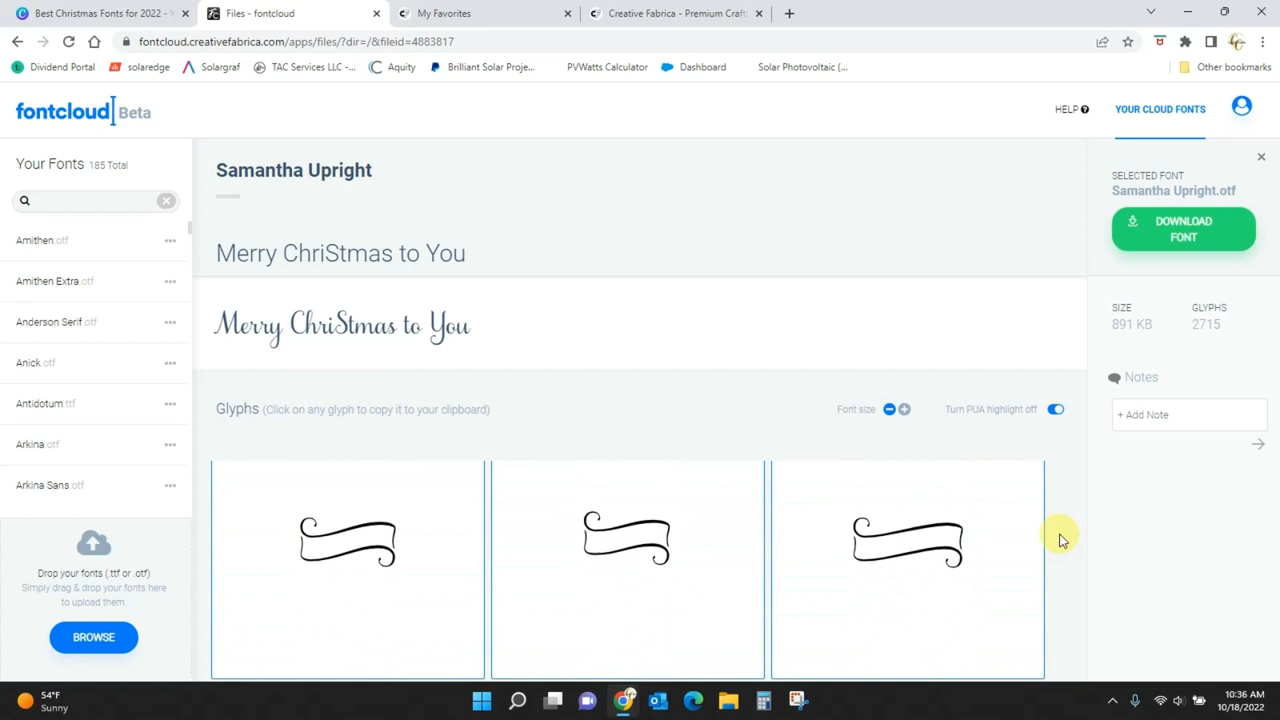 Best Christmas Fonts for 2022 - Y
Files - fontcloud
My Favorites
Creative Fabrica - Premium Craft
fontcloud.creativefabrica.com/apps/files/?dir=/&fileid=4883817
Dividend Portal
solaredge
Solargraf
TAC Services LLC -...
Aquity
Brilliant Solar Proje...
PVWatts Calculator
Dashboard
Solar Photovoltaic (...
Other bookmarks
fontcloud Beta
HELP
YOUR CLOUD FONTS
Your Fonts 185 Total
Amithen.otf
Amithen Extra.otf
Anderson Serif.otf
Anick.otf
Antidotum.ttf
Arkina.otf
Arkina Sans.otf
Drop your fonts (.ttf or .otf)
Simply drag & drop your fonts here
to upload them.
BROWSE
Samantha Upright
Merry ChriStmas to You
Merry ChriStmas to You
Glyphs (Click on any glyph to copy it to your clipboard)
Font size
Turn PUA highlight off
SELECTED FONT
Samantha Upright.otf
DOWNLOAD
FONT
SIZE
GLYPHS
891 KB
2715
Notes
+ Add Note
54°F
Sunny
10:36 AM
10/18/2022